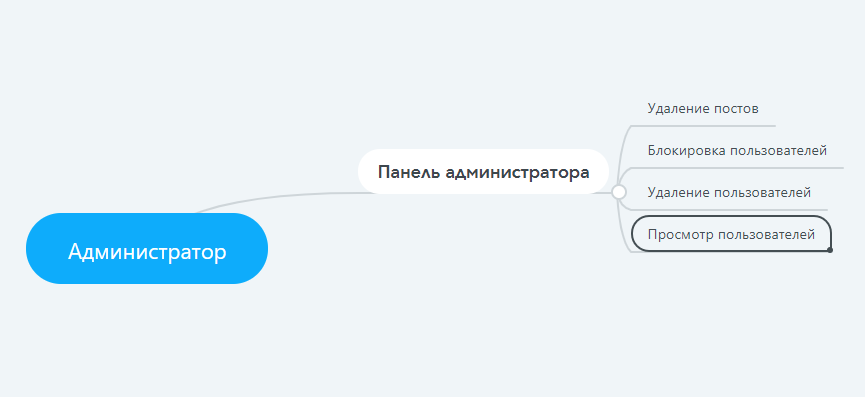 Удаление постов
Блокировка пользователей
Панель администратора
Удаление пользователей
Просмотр пользователей
Администратор